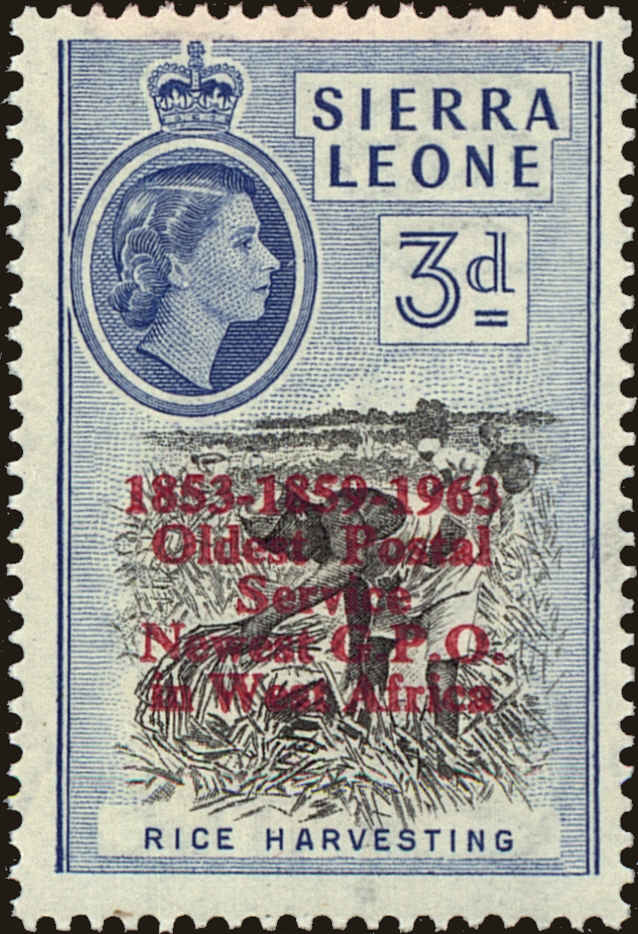 SIERRA
LEONE
3d
1853-1859-1963
Oldest Postal
Service
Newest G.P.O.
in West Africa
RICE HARVESTING